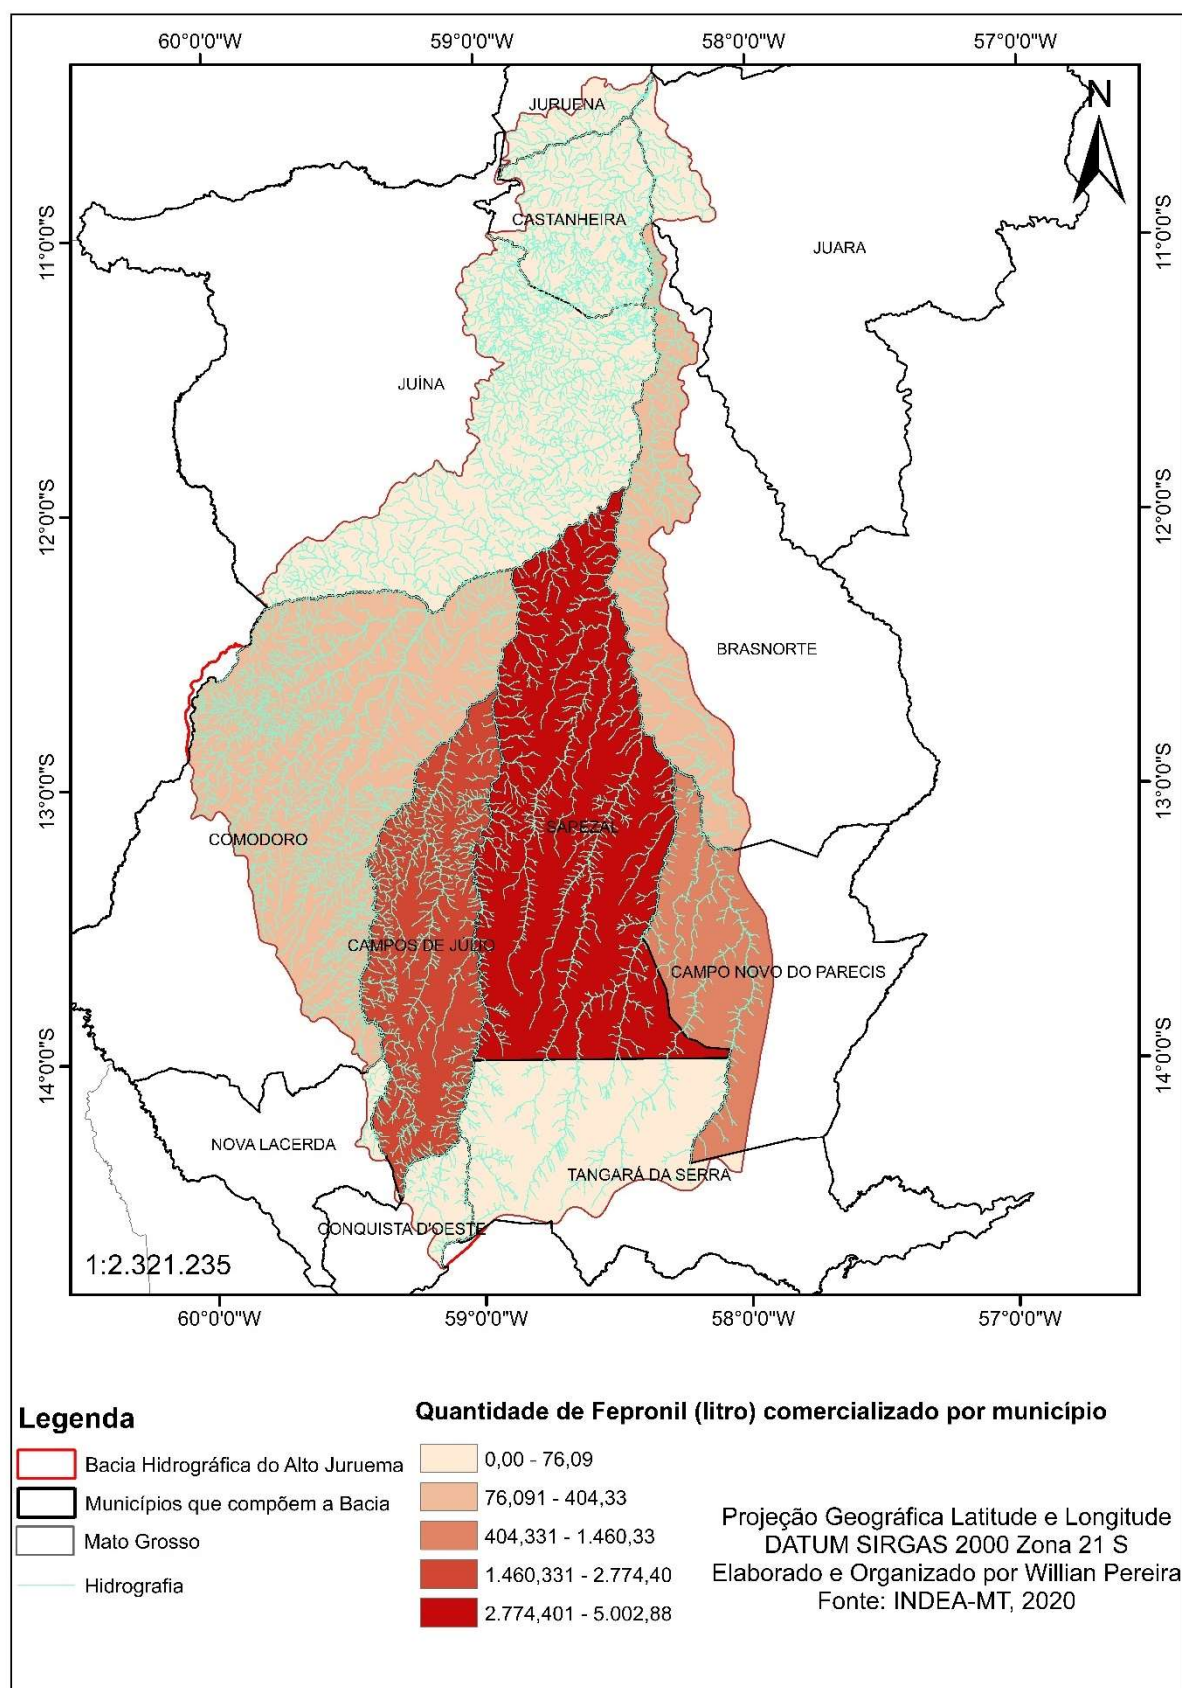 60°0'0"W
59°0'0"W
58°0'0"W
57°0'0"W
N
JURUENA
CASTANHEIRA
11°0'0"S
11°0'0"S
JUARA
JUÍNA
12°0'0"S
12°0'0"S
BRASNORTE
13°0'0"S
13°0'0"S
SAPEZAL
COMODORO
CAMPOS DE JÚLIO
CAMPO NOVO DO PARECIS
14°0'0"S
14°0'0"S
NOVA LACERDA
TANGARÁ DA SERRA
CONQUISTA D'OESTE
1:2.321.235
60°0'0"W
59°0'0"W
58°0'0"W
57°0'0"W
Legenda
Bacia Hidrográfica do Alto Juruema
Municípios que compõem a Bacia
Mato Grosso
Hidrografia
Quantidade de Fepronil (litro) comercializado por município
0,00 - 76,09
76,091 - 404,33
404,331 - 1.460,33
1.460,331 - 2.774,40
2.774,401 - 5.002,88
Projeção Geográfica Latitude e Longitude
DATUM SIRGAS 2000 Zona 21 S
Elaborado e Organizado por Willian Pereira
Fonte: INDEA-MT, 2020